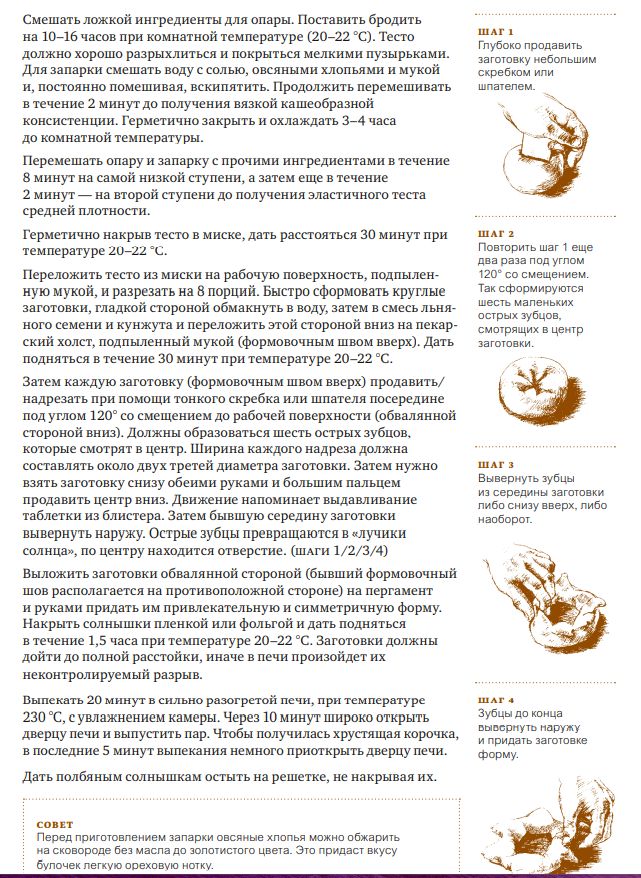 Смешать ложкой ингредиенты для опары. Поставить бродить
на 10–16 часов при комнатной температуре (20–22 °C). Тесто
должно хорошо разрыхлиться и покрыться мелкими пузырьками.
Для запарки смешать воду с солью, овсяными хлопьями и мукой
и, постоянно помешивая, вскипятить. Продолжить перемешивать
в течение 2 минут до получения вязкой кашеобразной
консистенции. Герметично закрыть и охлаждать 3–4 часа
до комнатной температуры.
Перемешать опару и запарку с прочими ингредиентами в течение
8 минут на самой низкой ступени, а затем еще в течение
2 минут — на второй ступени до получения эластичного теста
средней плотности.
Герметично накрыв тесто в миске, дать расстояться 30 минут при
температуре 20–22 °C.
Переложить тесто из миски на рабочую поверхность, подпылен-
ную мукой, и разрезать на 8 порций. Быстро сформовать круглые
заготовки, гладкой стороной обмакнуть в воду, затем в смесь льня-
ного семени и кунжута и переложить этой стороной вниз на пекар-
ский холст, подпыленный мукой (формовочным швом вверх). Дать
подняться в течение 30 минут при температуре 20–22 °C.
Затем каждую заготовку (формовочным швом вверх) продавить/
надрезать при помощи тонкого скребка или шпателя посередине
под углом 120° со смещением до рабочей поверхности (обвалянной
стороной вниз). Должны образоваться шесть острых зубцов,
которые смотрят в центр. Ширина каждого надреза должна
составлять около двух третей диаметра заготовки. Затем нужно
взять заготовку снизу обеими руками и большим пальцем
продавить центр вниз. Движение напоминает выдавливание
таблетки из блистера. Затем бывшую середину заготовки
вывернуть наружу. Острые зубцы превращаются в «лучики
солнца», по центру находится отверстие. (шаги 1/2/3/4)
Выложить заготовки обвалянной стороной (бывший формовочный
шов располагается на противоположной стороне) на пергамент
и руками придать им привлекательную и симметричную форму.
Накрыть солнышки пленкой или фольгой и дать подняться
в течение 1,5 часа при температуре 20–22 °C. Заготовки должны
дойти до полной расстойки, иначе в печи произойдет их
неконтролируемый разрыв.
Выпекать 20 минут в сильно разогретой печи, при температуре
230 °C, с увлажнением камеры. Через 10 минут широко открыть
дверцу печи и выпустить пар. Чтобы получилась хрустящая корочка,
в последние 5 минут выпекания немного приоткрыть дверцу печи.
Дать полбяным солнышкам остыть на решетке, не накрывая их.
СОВЕТ
Перед приготовлением запарки овсяные хлопья можно обжарить
на сковороде без масла до золотистого цвета. Это придаст вкусу
булочек легкую ореховую нотку.
ШАГ 1
Глубоко продавить
заготовку небольшим
скребком или
шпателем.
ШАГ 2
Повторить шаг 1 еще
два раза под углом
120° со смещением.
Так сформируются
шесть маленьких
острых зубцов,
смотрящих в центр
заготовки.
ШАГ 3
Вывернуть зубцы
из середины заготовки
либо снизу вверх, либо
наоборот.
ШАГ 4
Зубцы до конца
вывернуть наружу
и придать заготовке
форму.